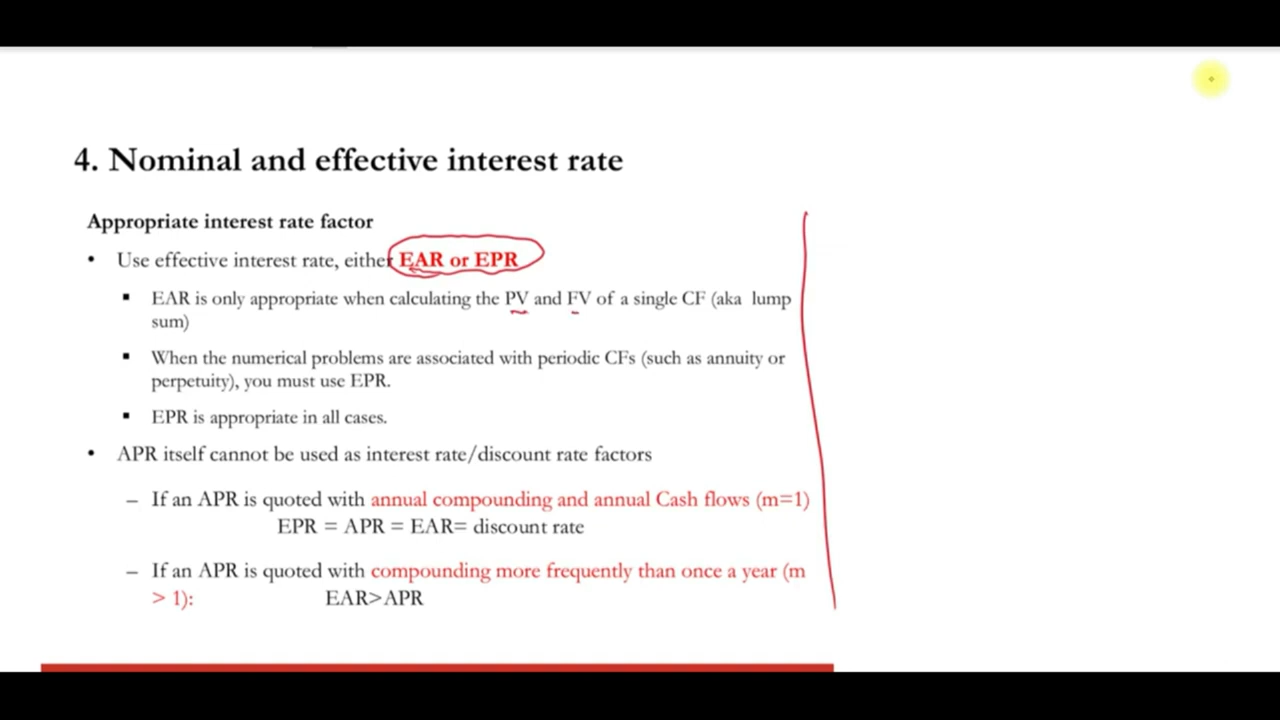 4. Nominal and effective interest rate
Appropriate interest rate factor
• Use effective interest rate, either EAR or EPR
▪ EAR is only appropriate when calculating the PV and FV of a single CF (aka lump
sum)
▪ When the numerical problems are associated with periodic CFs (such as annuity or
perpetuity), you must use EPR.
▪ EPR is appropriate in all cases.
• APR itself cannot be used as interest rate/discount rate factors
– If an APR is quoted with annual compounding and annual Cash flows (m=1)
EPR = APR = EAR= discount rate
– If an APR is quoted with compounding more frequently than once a year (m
> 1): EAR>APR